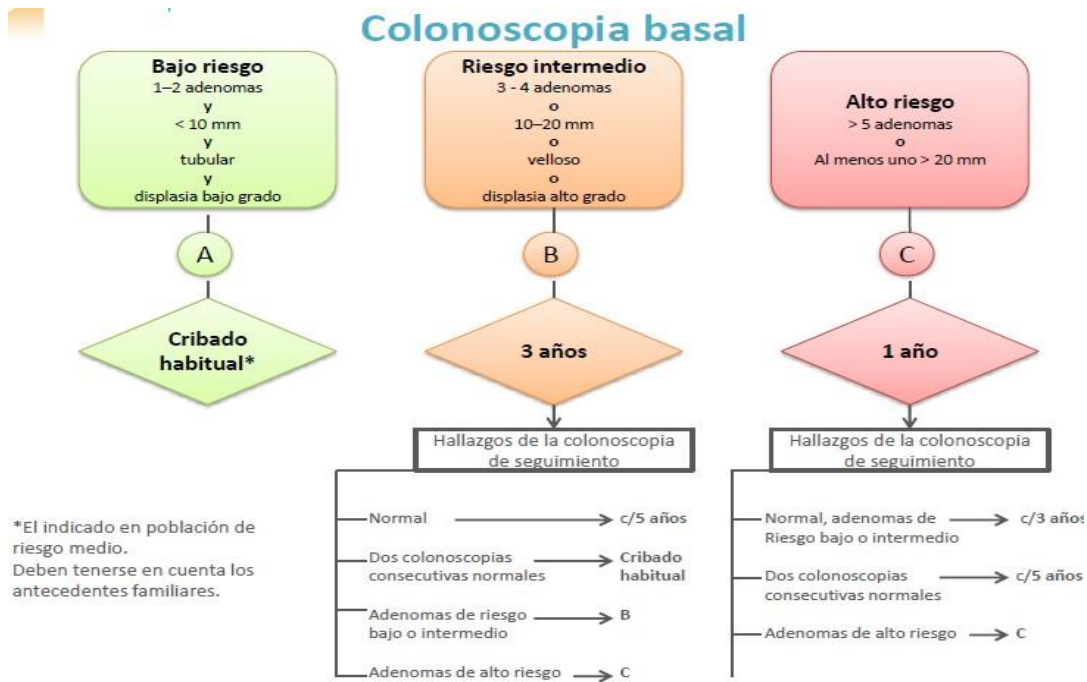 Colonoscopia basal
Bajo riesgo
1–2 adenomas
y
< 10 mm
y
tubular
y
displasia bajo grado
A
Cribado
habitual*
Riesgo intermedio
3 - 4 adenomas
o
10–20 mm
o
velloso
o
displasia alto grado
B
3 años
Alto riesgo
> 5 adenomas
o
Al menos uno > 20 mm
C
1 año
Hallazgos de la colonoscopia
de seguimiento
Normal
c/5 años
Dos colonoscopias
consecutivas normales
Cribado
habitual
Adenomas de riesgo
bajo o intermedio
B
Adenomas de alto riesgo
C
Hallazgos de la colonoscopia
de seguimiento
Normal, adenomas de
Riesgo bajo o intermedio
c/3 años
Dos colonoscopias
consecutivas normales
c/5 años
Adenomas de alto riesgo
C
*El indicado en población de
riesgo medio.
Deben tenerse en cuenta los
antecedentes familiares.